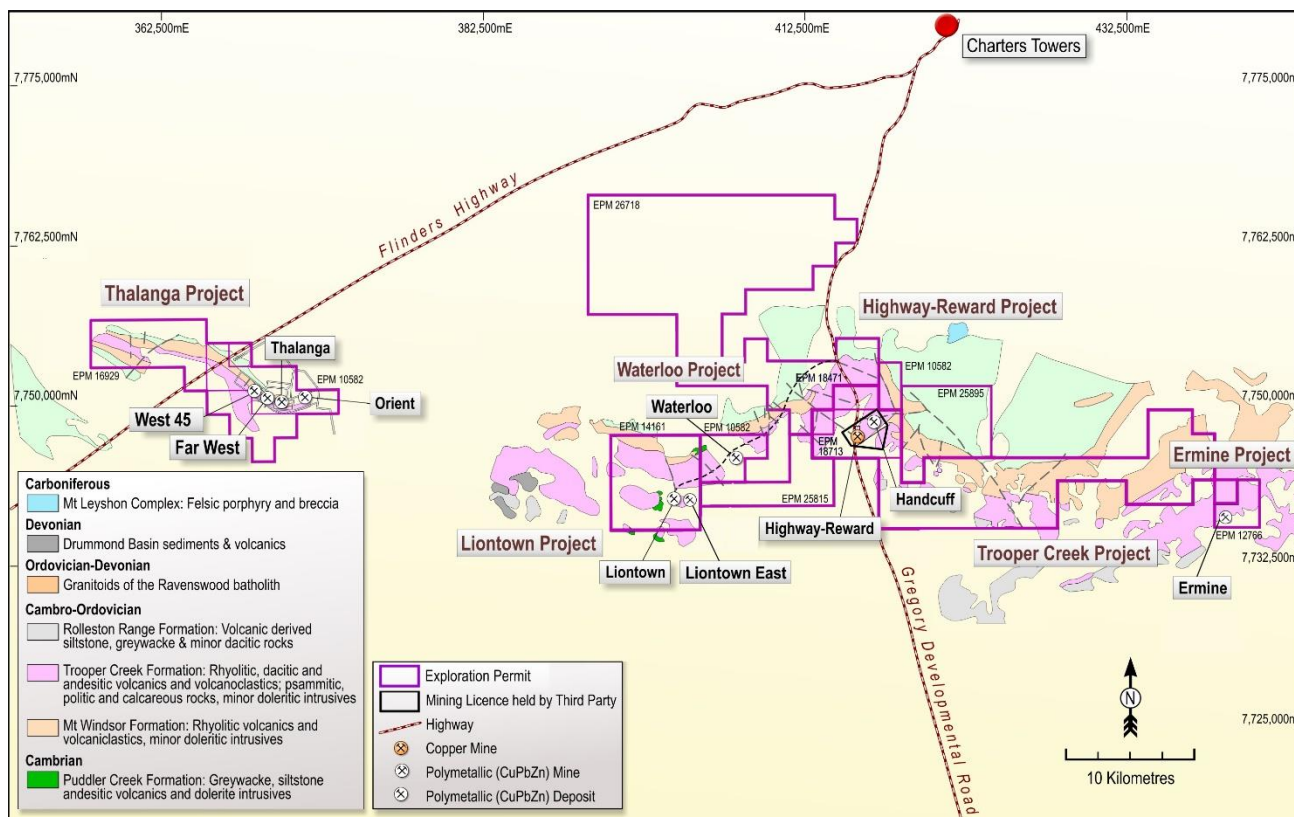 362,500mE
382,500mE
412,500mE
432,500mE
Charters Towers
7,775,000mN
7,775,000mN
Flinders Highway
EPM 26718
7,762,500mN
7,762,500mN
Thalanga Project
Highway-Reward Project
Thalanga
Waterloo Project
EPM 16929
EPM 10582
EPM 18471
EPM 10582
EPM 25895
7,750,000mN
7,750,000mN
West 45
Orient
Waterloo
Far West
EPM 14161
EPM 10582
EPM
18713
Ermine Project
EPM 25815
Handcuff
Highway-Reward
Liontown Project
Trooper Creek Project
EPM 12766
7,732,500mN
Liontown
Liontown East
Ermine
Gregory Developmental Road
7,725,000mN
Carboniferous
Mt Leyshon Complex: Felsic porphyry and breccia
Devonian
Drummond Basin sediments & volcanics
Ordovician-Devonian
Granitoids of the Ravenswood batholith
Cambro-Ordovician
Rolleston Range Formation: Volcanic derived
siltstone, greywacke & minor dacitic rocks
Trooper Creek Formation: Rhyolitic, dacitic and
andesitic volcanics and volcanoclastics; psammitic,
politic and calcareous rocks, minor doleritic intrusives
Mt Windsor Formation: Rhyolitic volcanics and
volcaniclastics, minor doleritic intrusives
Cambrian
Puddler Creek Formation: Greywacke, siltstone
andesitic volcanics and dolerite intrusives
Exploration Permit
Mining Licence held by Third Party
Highway
Copper Mine
Polymetallic (CuPbZn) Mine
Polymetallic (CuPbZn) Deposit
N
10 Kilometres